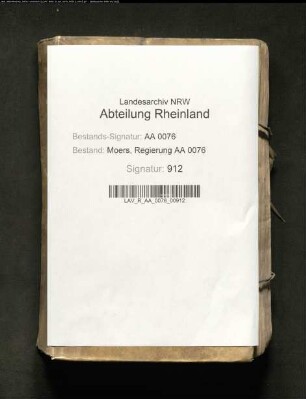 Landesarchiv NRW
Abteilung Rheinland
Bestands-Signatur: AA 0076
Bestand: Moers, Regierung AA 0076
Signatur: 912
LAV_R_AA_0076_00912